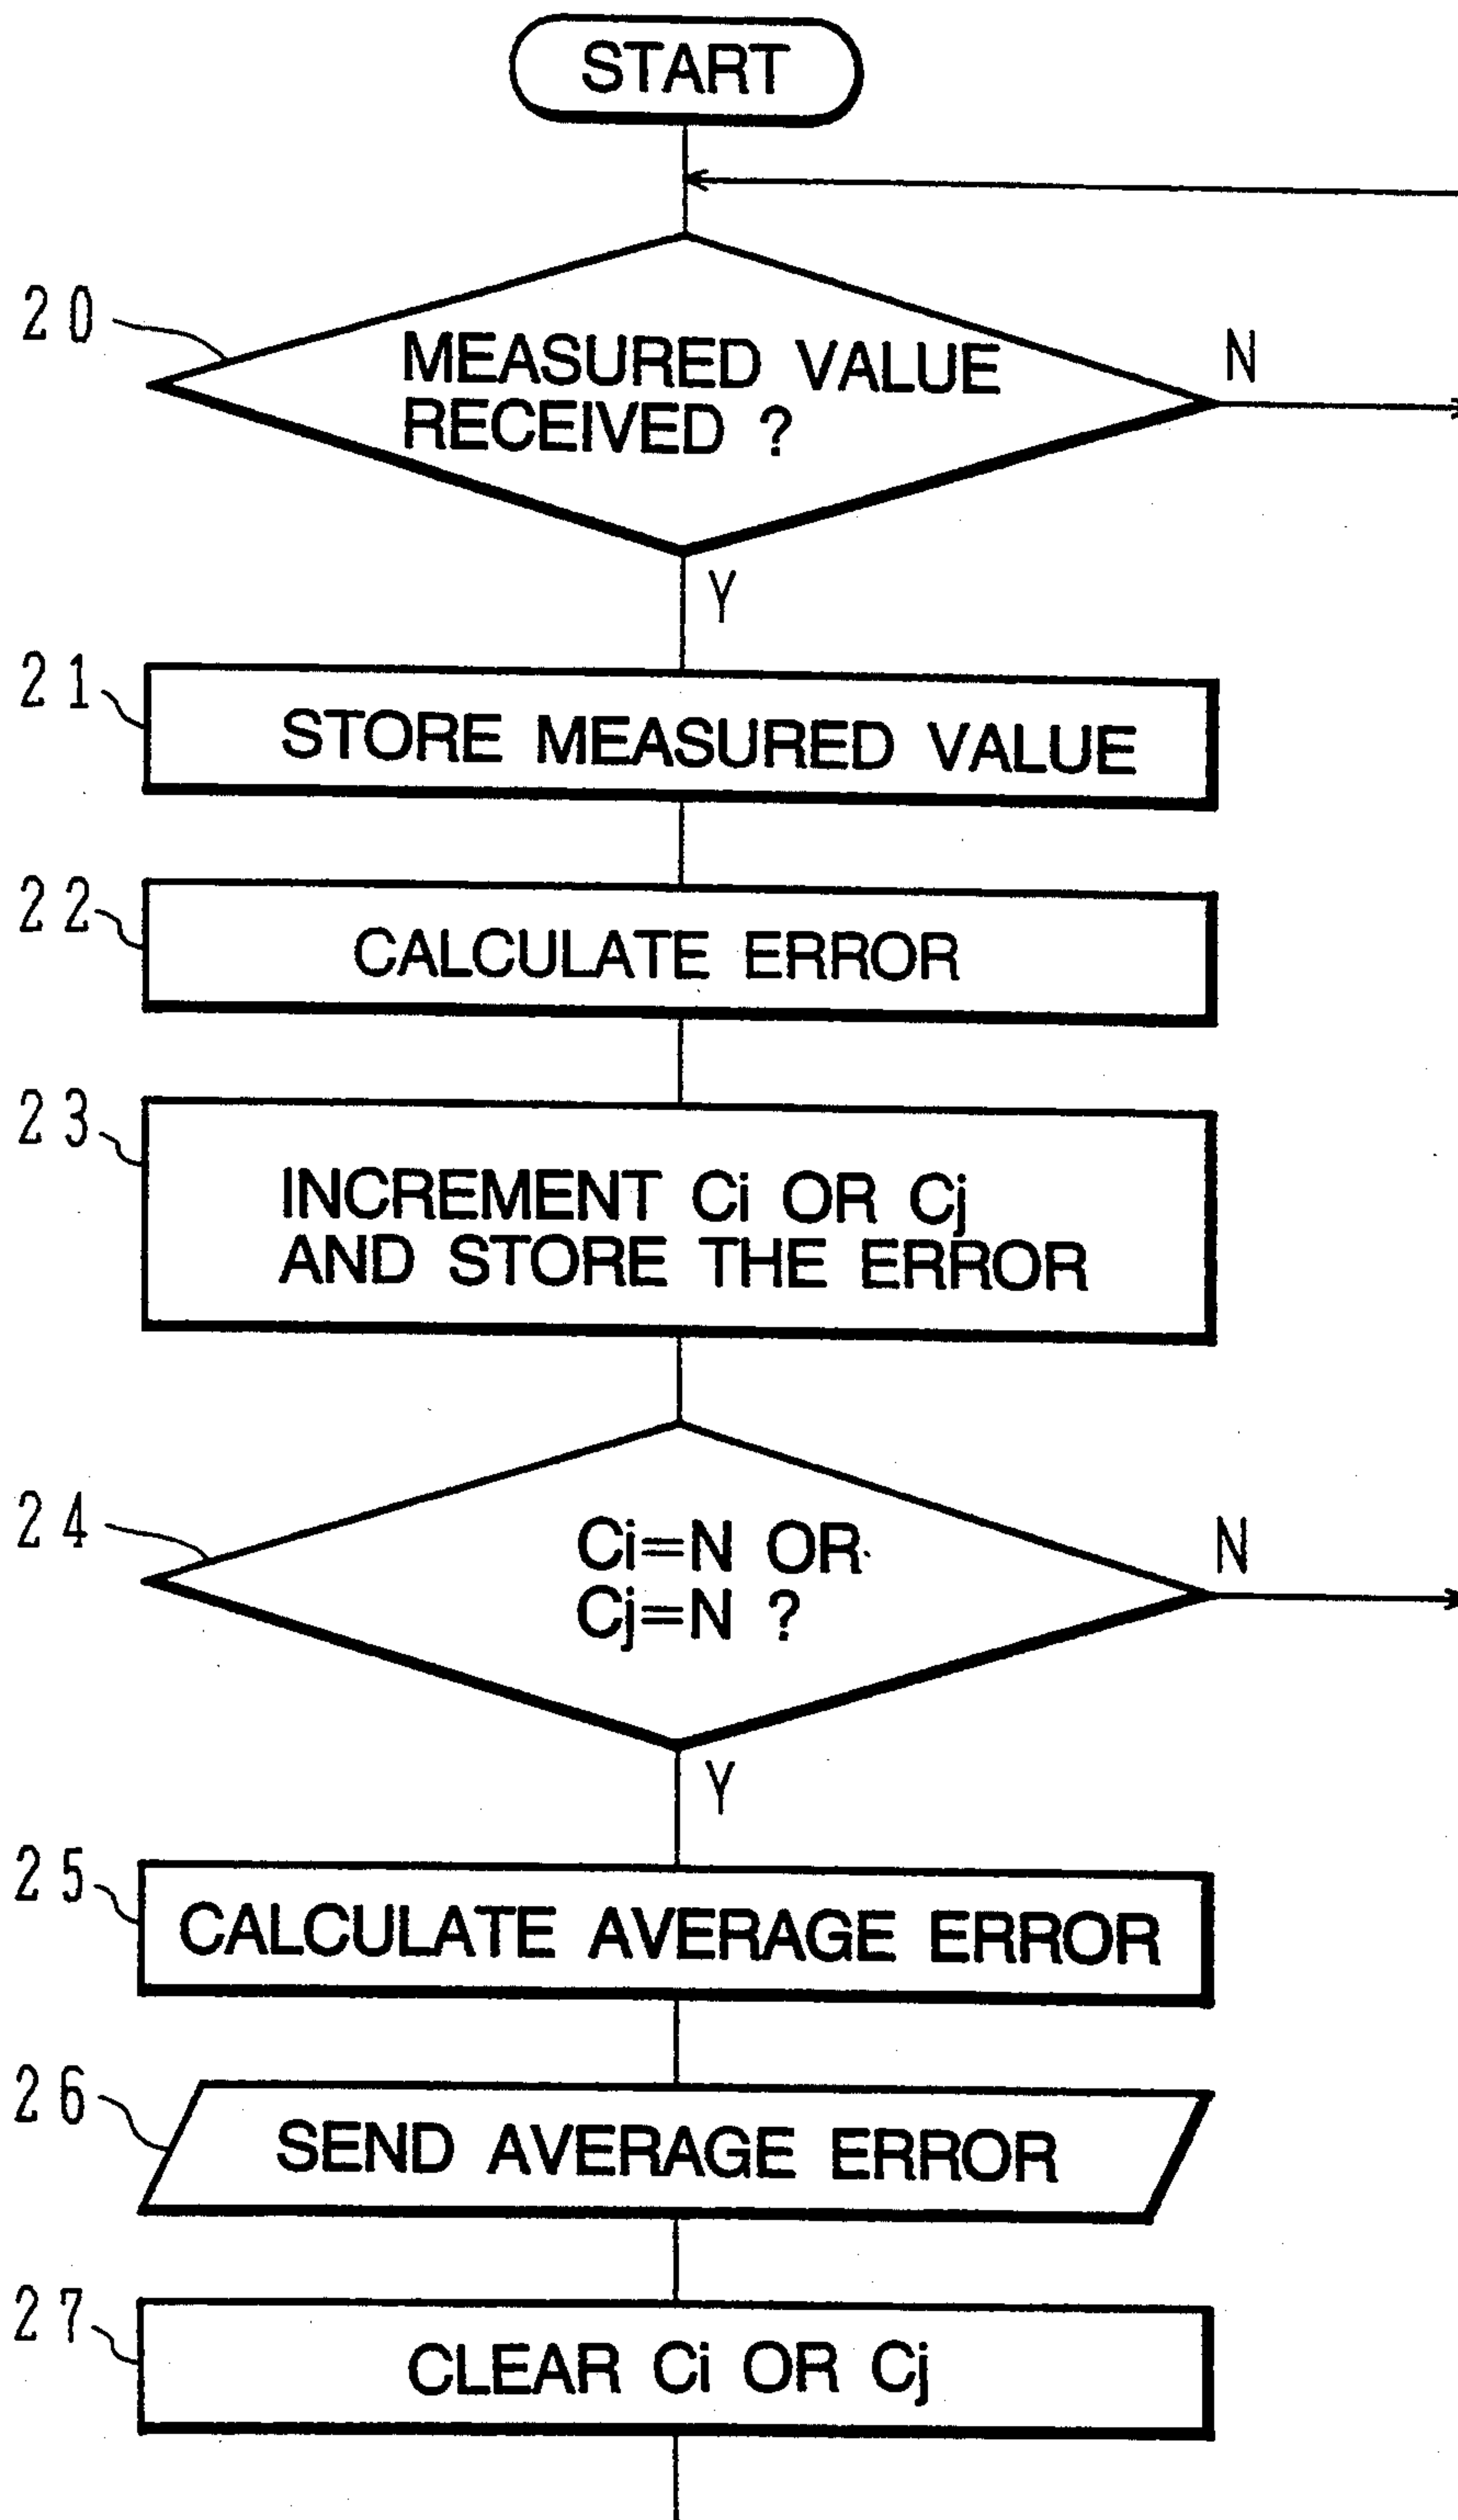 START
20
MEASURED VALUE
RECEIVED ?
N
Y
21
STORE MEASURED VALUE
22
CALCULATE ERROR
23
INCREMENT Ci OR Cj
AND STORE THE ERROR
24
Ci=N OR
Cj=N ?
N
Y
25
CALCULATE AVERAGE ERROR
26
SEND AVERAGE ERROR
27
CLEAR Ci OR Cj